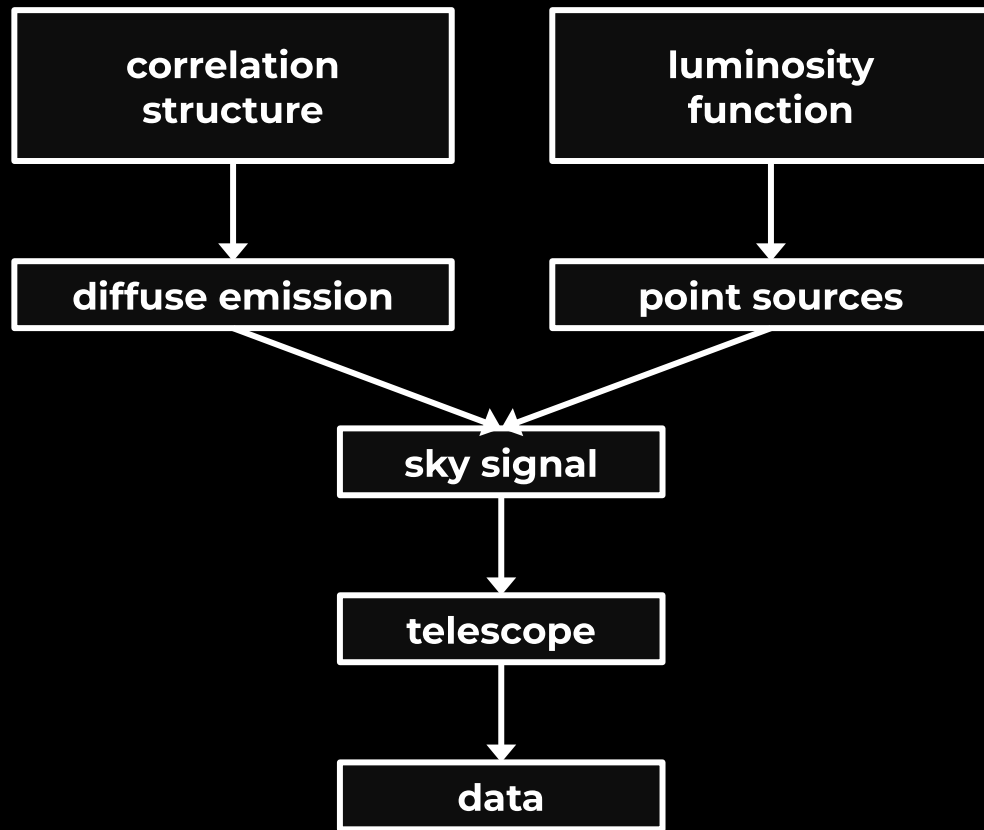 correlation
structure
luminosity
function
diffuse emission
point sources
sky signal
telescope
data